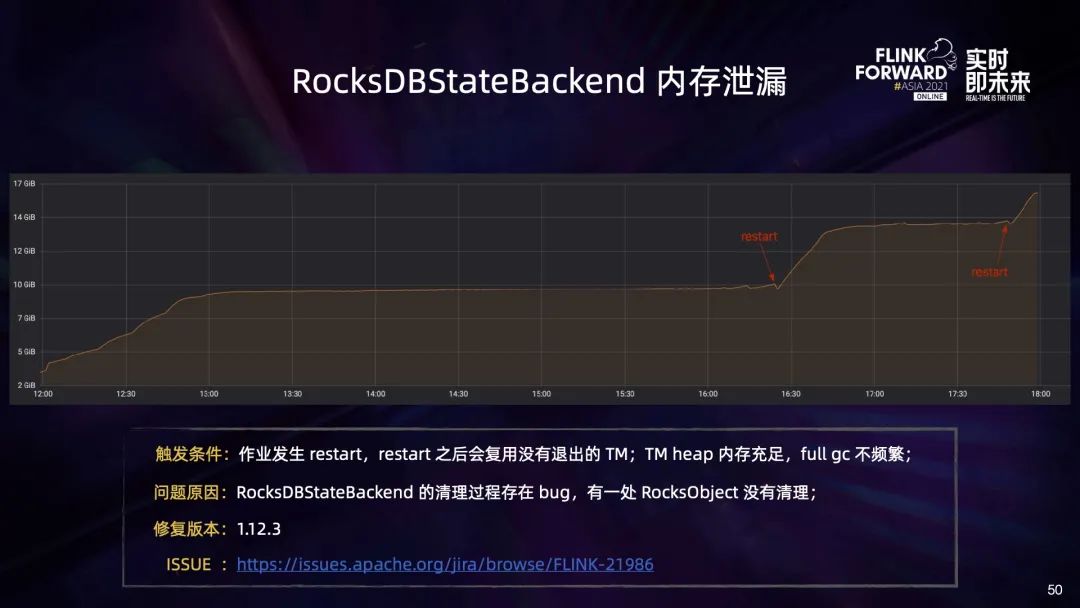 RocksDBStateBackend 内存泄漏
FLINK
FORWARD
#ASIA 2021
ONLINE
实时
即未来
REAL-TIME IS THE FUTURE
17 GiB
14 GiB
12 GiB
10 GiB
7 GiB
5 GiB
2 GiB
restart
restart
12:00 12:30 13:00 13:30 14:00 14:30 15:00 15:30 16:00 16:30 17:00 17:30 18:00
触发条件：作业发生 restart，restart 之后会复用没有退出的 TM；TM heap 内存充足，full gc 不频繁；
问题原因：RocksDBStateBackend 的清理过程存在 bug，有一处 RocksObject 没有清理；
修复版本：1.12.3
ISSUE ：https://issues.apache.org/jira/browse/FLINK-21986
50